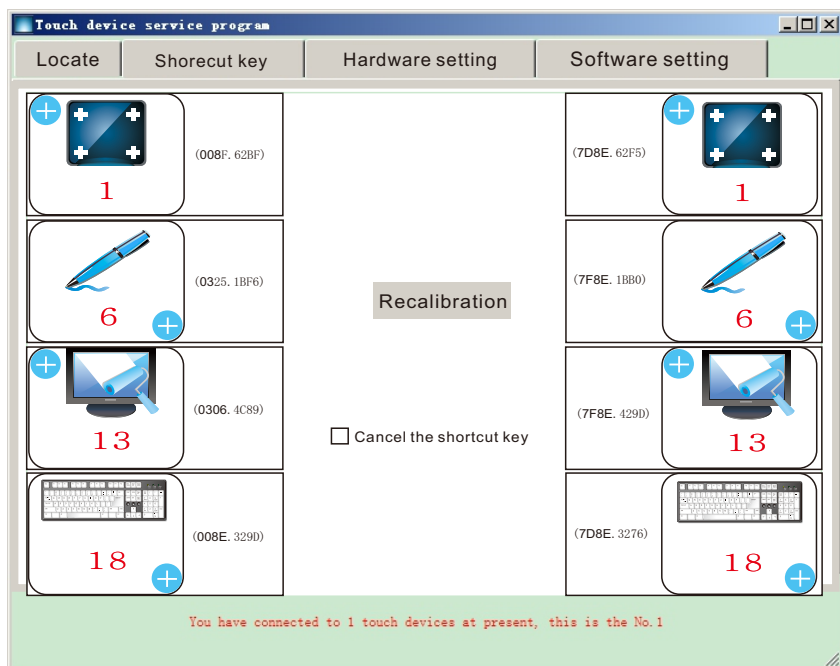 Touch device service program
Locate
Shorecut key
Hardware setting
Software setting
1
(008F. 62BF)
(7D8E. 62F5)
1
6
(0325. 1BF6)
(7F8E. 1BB0)
6
Recalibration
13
(0306. 4C89)
(7F8E. 429D)
13
Cancel the shortcut key
18
(008E. 329D)
(7D8E. 3276)
18
You have connected to 1 touch devices at present, this is the No.1